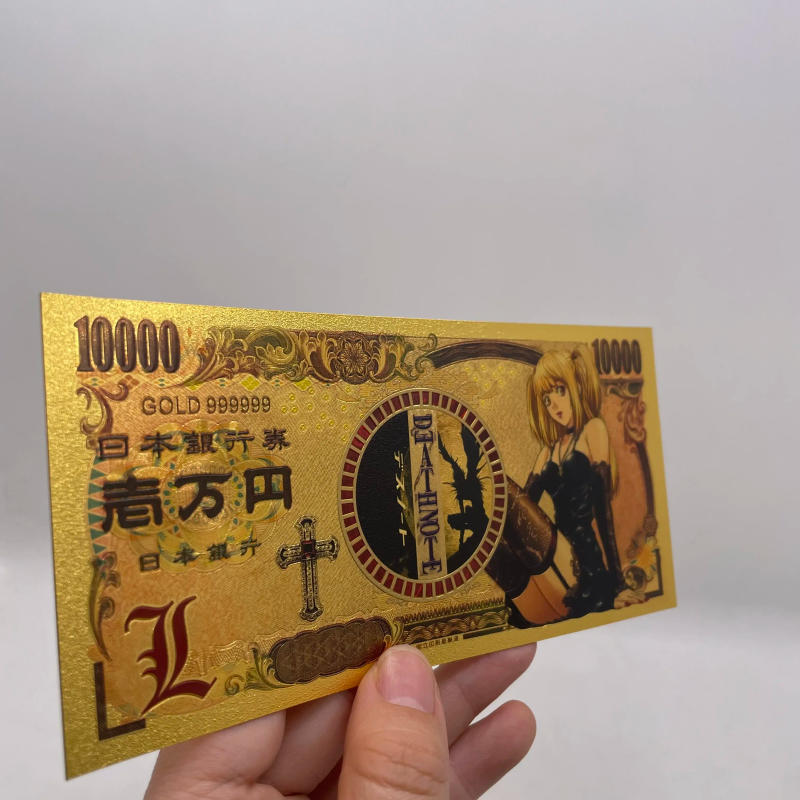 10000
10000
GOLD 999999
日本銀行券
壱万円
日本銀行
DEATH NOTE
デスノート
L